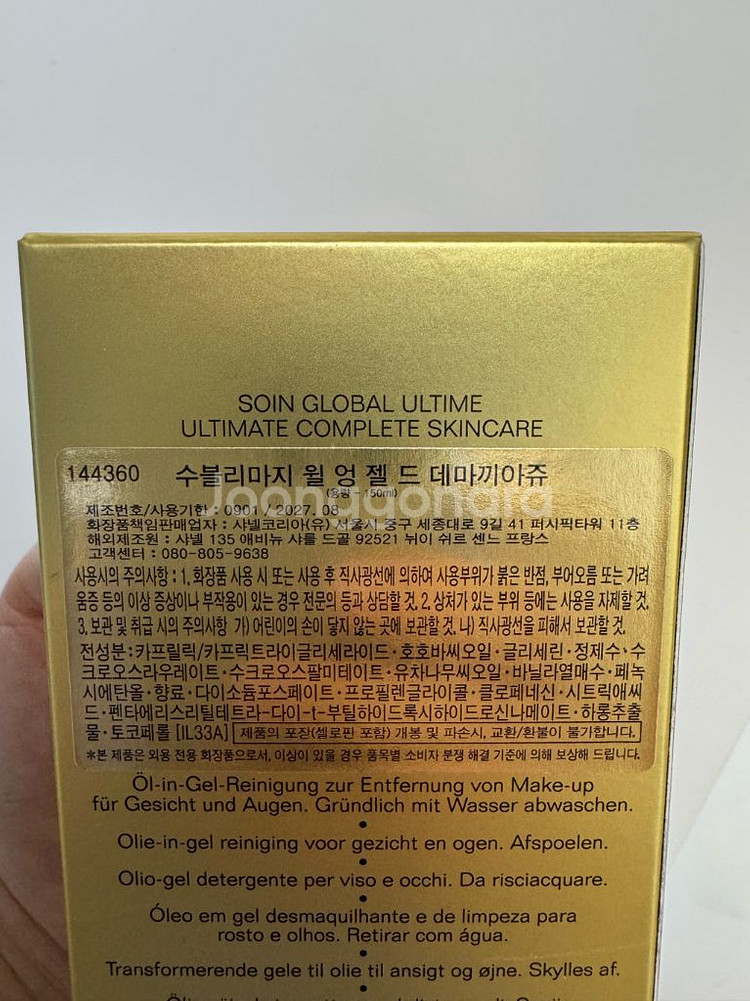 SOIN GLOBAL ULTIME
ULTIMATE COMPLETE SKINCARE
144360 수블리마지 윌 엉 젤 드 데마끼아쥬
(용량 - 150ml)
Joonggonara
제조번호/사용기한 : 0901 / 2027. 08
화장품책임판매업자 : 샤넬코리아(유) 서울시 중구 세종대로 9길 41 퍼시픽타워 11층
해외제조원 : 샤넬 135 애비뉴 샤를 드골 92521 뉘이 쉬르 센느 프랑스
고객센터 : 080-805-9638
사용시의 주의사항 : 1. 화장품 사용 시 또는 사용 후 직사광선에 의하여 사용부위가 붉은 반점, 부어오름 또는 가려
움증 등의 이상 증상이나 부작용이 있는 경우 전문의 등과 상담할 것. 2. 상처가 있는 부위 등에는 사용을 자제할 것.
3. 보관 및 취급 시의 주의사항 가) 어린이의 손이 닿지 않는 곳에 보관할 것. 나) 직사광선을 피해서 보관할 것.
전성분 : 카프릴릭/카프릭트라이글리세라이드 · 호호바씨오일 · 글리세린 · 정제수 · 수
크로오스라우레이트 · 수크로오스팔미테이트 · 유차나무씨오일 · 바닐라열매수 · 페녹
시에탄올 · 향료 · 다이소듐포스페이트 · 프로필렌글라이콜 · 클로페네신 · 시트릭애씨
드 · 펜타에리스리틸테트라-다이-t-부틸하이드록시하이드로신나메이트 · 하롱추출
물 · 토코페롤 [IL33A] 제품의 포장(셀로판 포함) 개봉 및 파손시, 교환/환불이 불가합니다.
*본 제품은 외용 전용 화장품으로서, 이상이 있을 경우 품목별 소비자 분쟁 해결 기준에 의해 보상해 드립니다.
Öl-in-Gel-Reinigung zur Entfernung von Make-up
für Gesicht und Augen. Gründlich mit Wasser abwaschen.
•
Olie-in-gel reiniging voor gezicht en ogen. Afspoelen.
•
Olio-gel detergente per viso e occhi. Da risciacquare.
•
Óleo em gel desmaquilhante e de limpeza para
rosto e olhos. Retirar com água.
•
Transformerende gele til olie til ansigt og øjne. Skylles af.
•